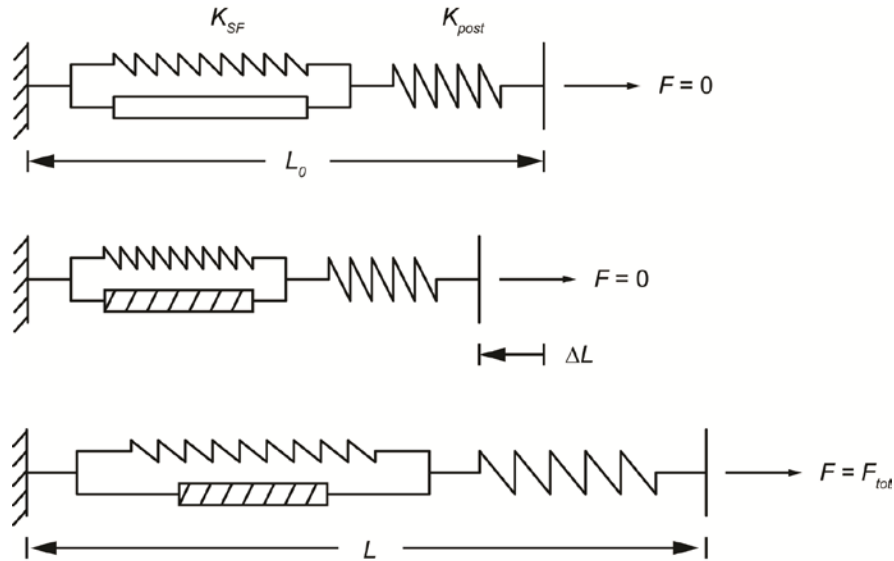 K_SF K_post
F = 0
L_0
F = 0
ΔL
F = F_tot
L